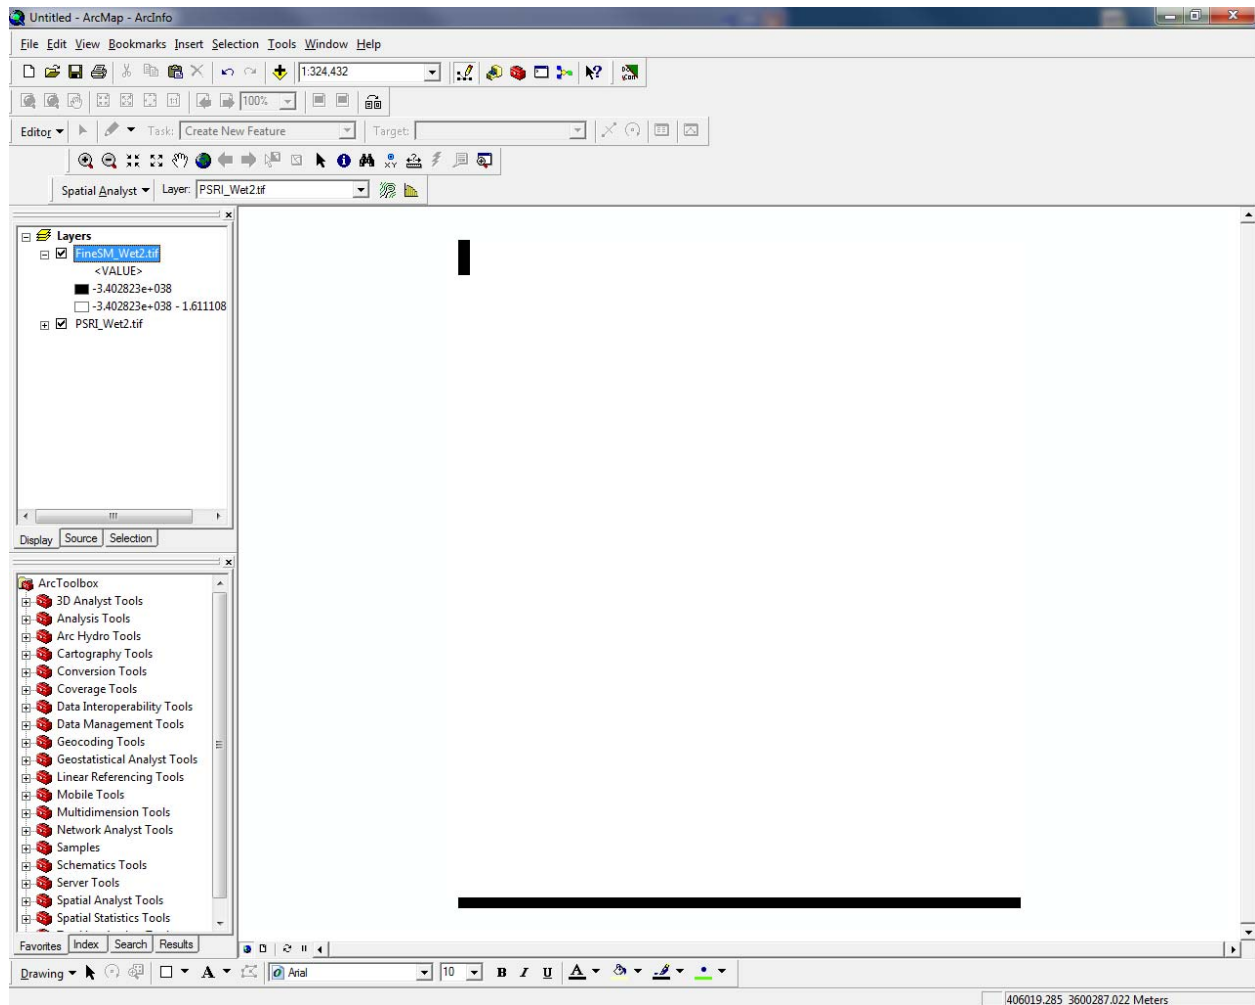 Untitled - ArcMap - ArcInfo
File Edit View Bookmarks Insert Selection Tools Window Help
1:324,432
100%
Editor Task: Create New Feature Target:
Spatial Analyst Layer: PSRI_Wet2.tif
Layers
FineSM_Wet2.tif
<VALUE>
-3.402823e+038
-3.402823e+038 - 1.611108
PSRI_Wet2.tif
Display Source Selection
ArcToolbox
3D Analyst Tools
Analysis Tools
Arc Hydro Tools
Cartography Tools
Conversion Tools
Coverage Tools
Data Interoperability Tools
Data Management Tools
Geocoding Tools
Geostatistical Analyst Tools
Linear Referencing Tools
Mobile Tools
Multidimension Tools
Network Analyst Tools
Samples
Schematics Tools
Server Tools
Spatial Analyst Tools
Spatial Statistics Tools
Favorites Index Search Results
Drawing A Arial 10 B I U A
406019.285 3600287.022 Meters